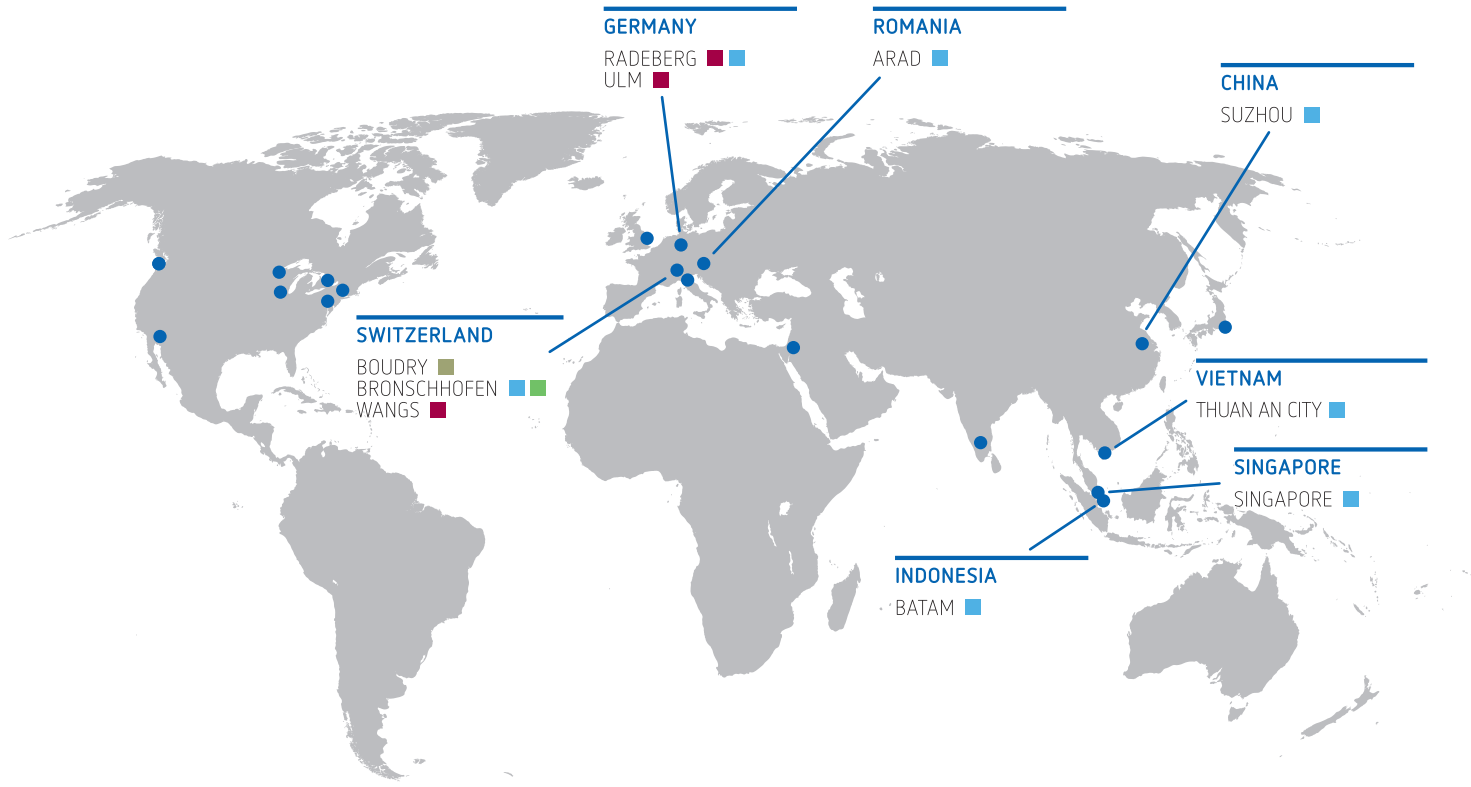 GERMANY
RADEBERG
ULM
ROMANIA
ARAD
CHINA
SUZHOU
SWITZERLAND
BOUDRY
BRONSCHHOFEN
WANGS
VIETNAM
THUAN AN CITY
SINGAPORE
SINGAPORE
INDONESIA
BATAM